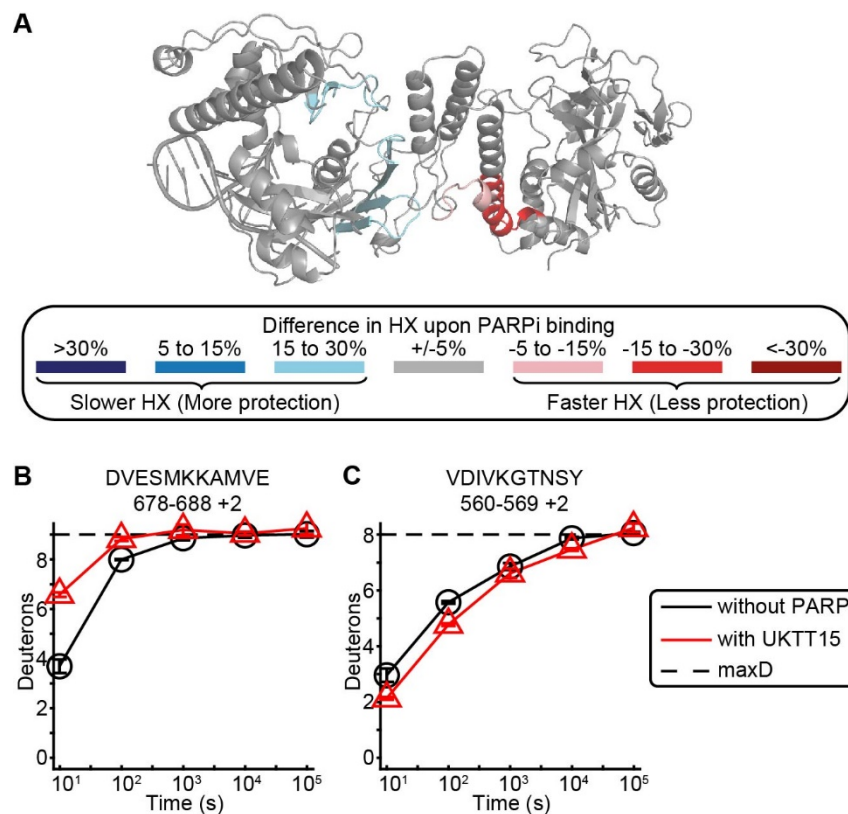 A
Difference in HX upon PARPi binding
>30% 5 to 15% 15 to 30% +/-5% -5 to -15% -15 to -30% <-30%
Slower HX (More protection) Faster HX (Less protection)
B
DVESMKKAMVE
678-688 +2
Deuterons
8
6
4
2
0
10¹ 10² 10³ 10⁴ 10⁵
Time (s)
C
VDIVKGTNSY
560-569 +2
Deuterons
8
6
4
2
0
10¹ 10² 10³ 10⁴ 10⁵
Time (s)
without PARP
with UKTT15
maxD